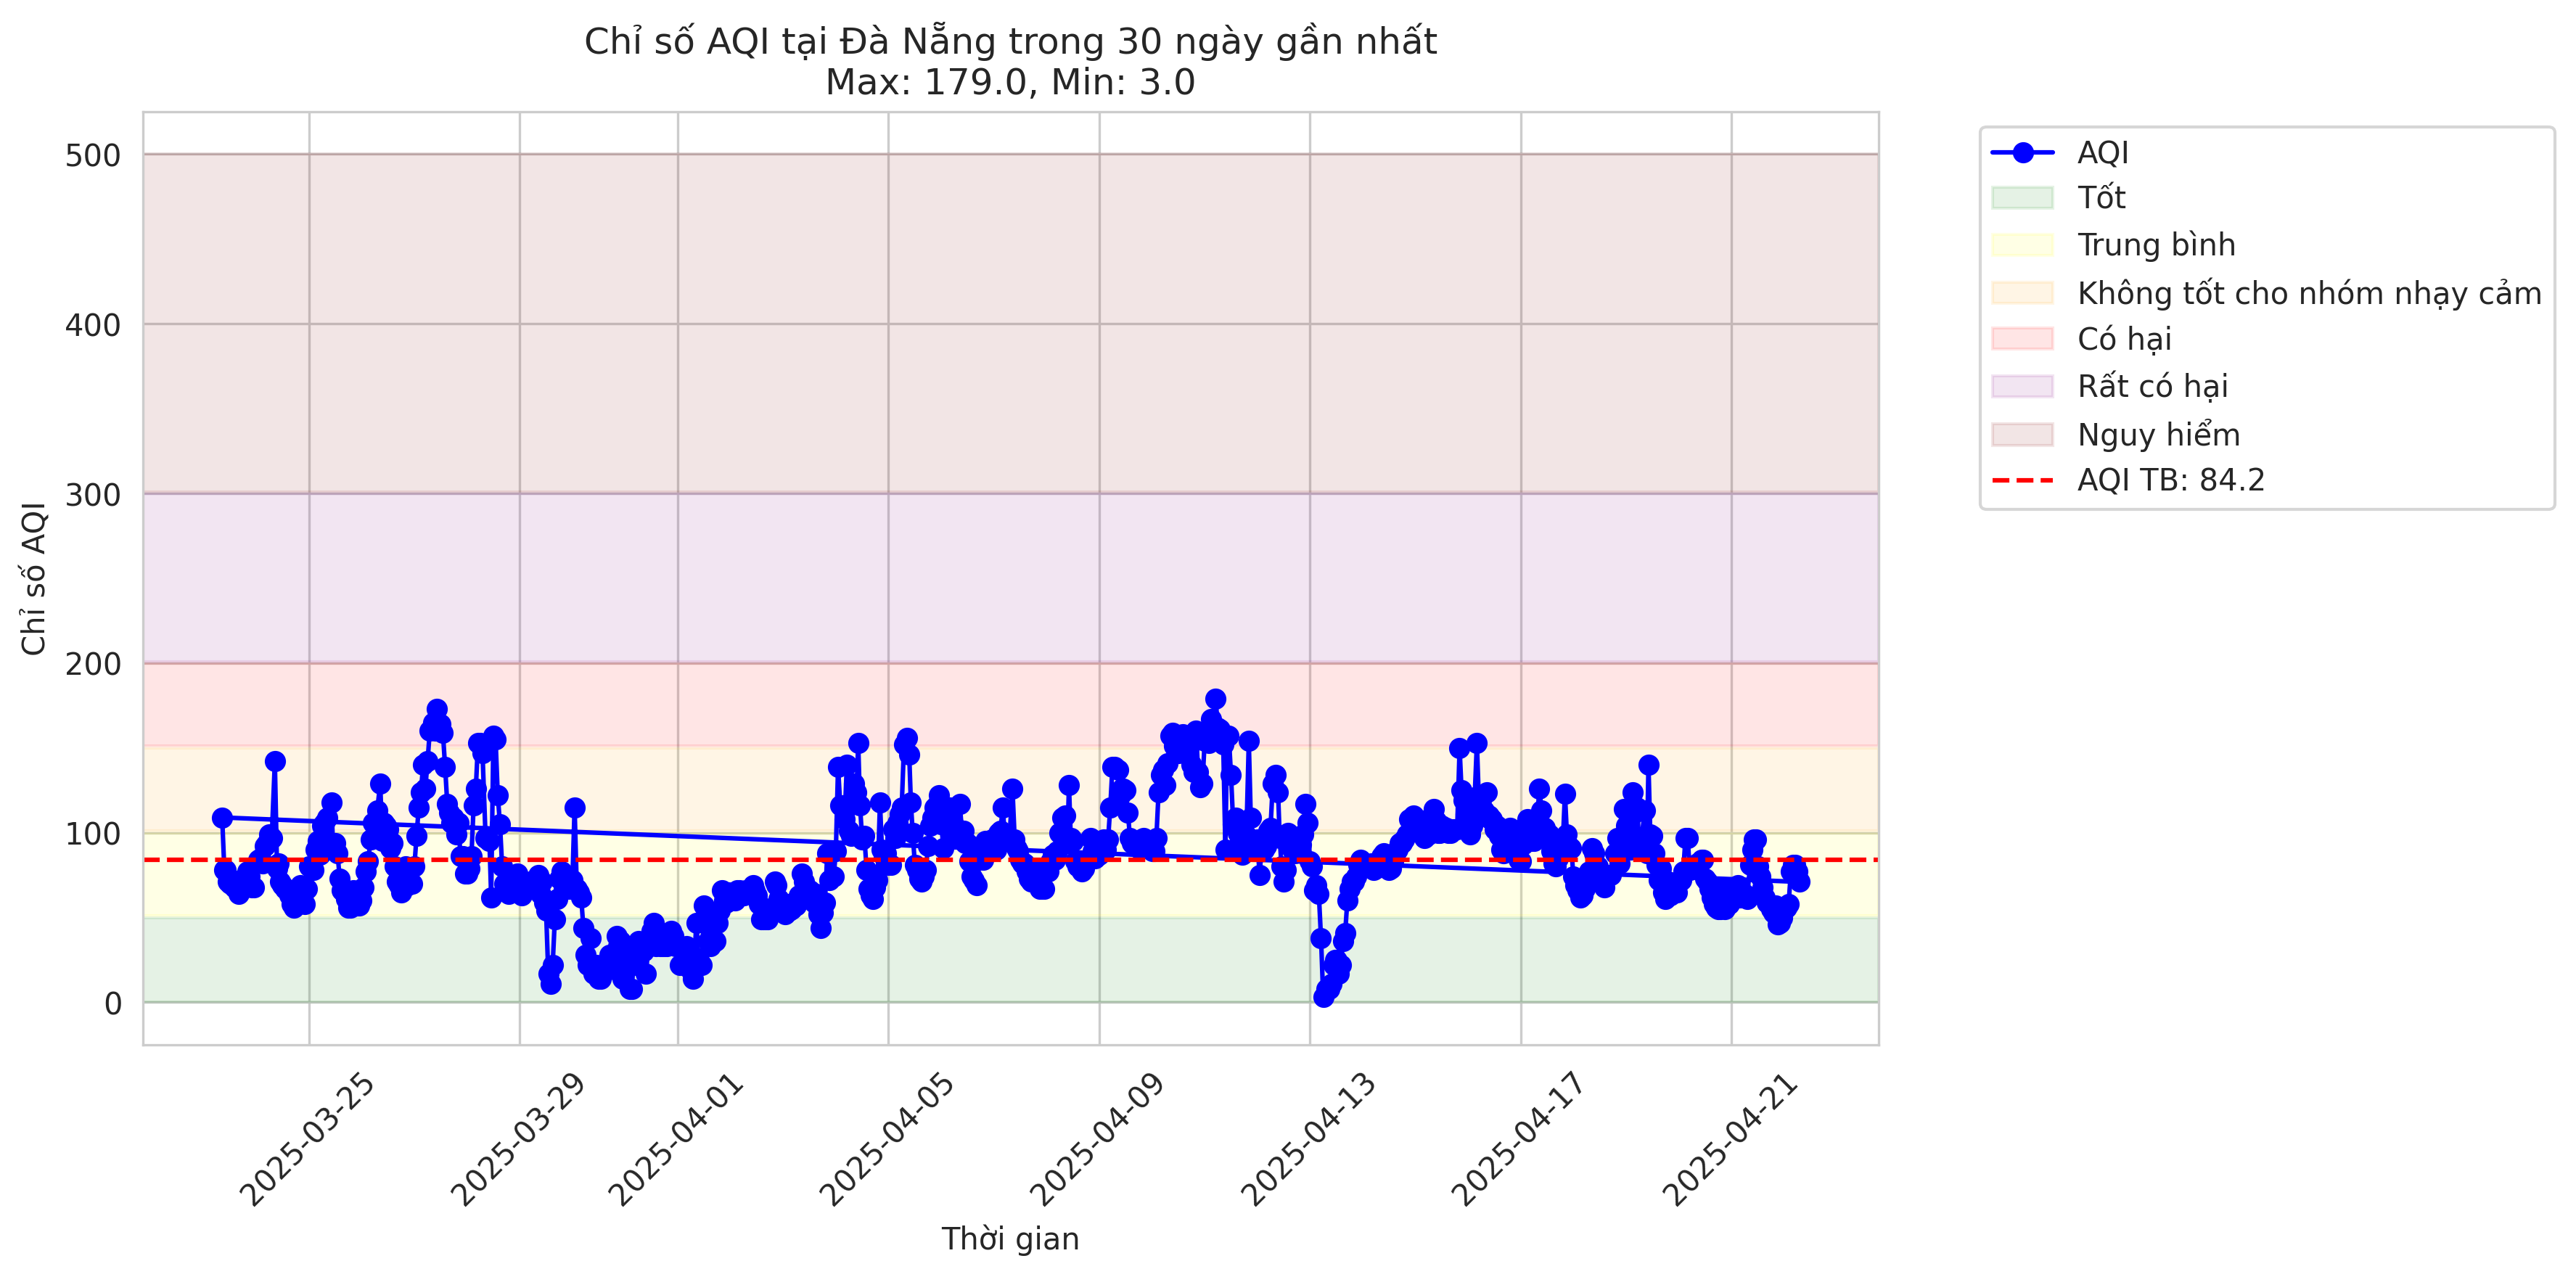 Chỉ số AQI tại Đà Nẵng trong 30 ngày gần nhất
Max: 179.0, Min: 3.0
Chỉ số AQI
500
400
300
200
100
0
2025-03-25
2025-03-29
2025-04-01
2025-04-05
2025-04-09
2025-04-13
2025-04-17
2025-04-21
Thời gian
AQI
Tốt
Trung bình
Không tốt cho nhóm nhạy cảm
Có hại
Rất có hại
Nguy hiểm
AQI TB: 84.2